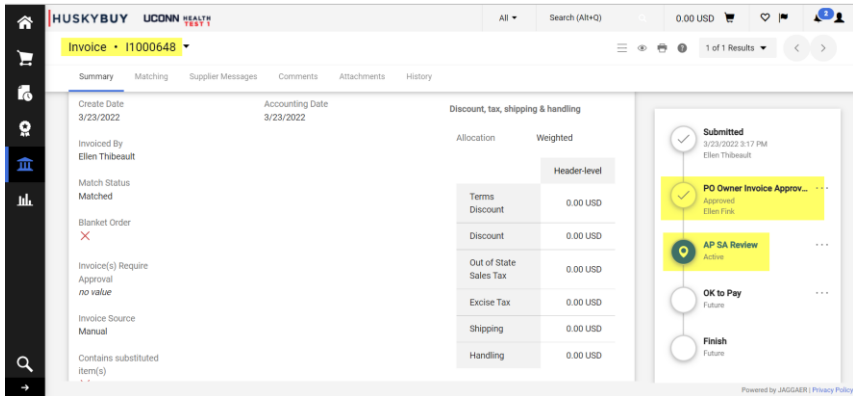 HUSKYBUY UCONN HEALTH TEST 1
All Search (Alt+Q) 0.00 USD
Invoice • I1000648
1 of 1 Results
Summary Matching Supplier Messages Comments Attachments History
Create Date
3/23/2022
Accounting Date
3/23/2022
Invoiced By
Ellen Thibeault
Match Status
Matched
Blanket Order
Invoice(s) Require
Approval
no value
Invoice Source
Manual
Contains substituted
item(s)
Discount, tax, shipping & handling
Allocation Weighted
Header-level
Terms
Discount 0.00 USD
Discount 0.00 USD
Out of State
Sales Tax 0.00 USD
Excise Tax 0.00 USD
Shipping 0.00 USD
Handling 0.00 USD
Submitted
3/23/2022 3:17 PM
Ellen Thibeault
PO Owner Invoice Approv... ...
Approved
Ellen Fink
AP SA Review ...
Active
OK to Pay ...
Future
Finish
Future
Powered by JAGGAER | Privacy Policy